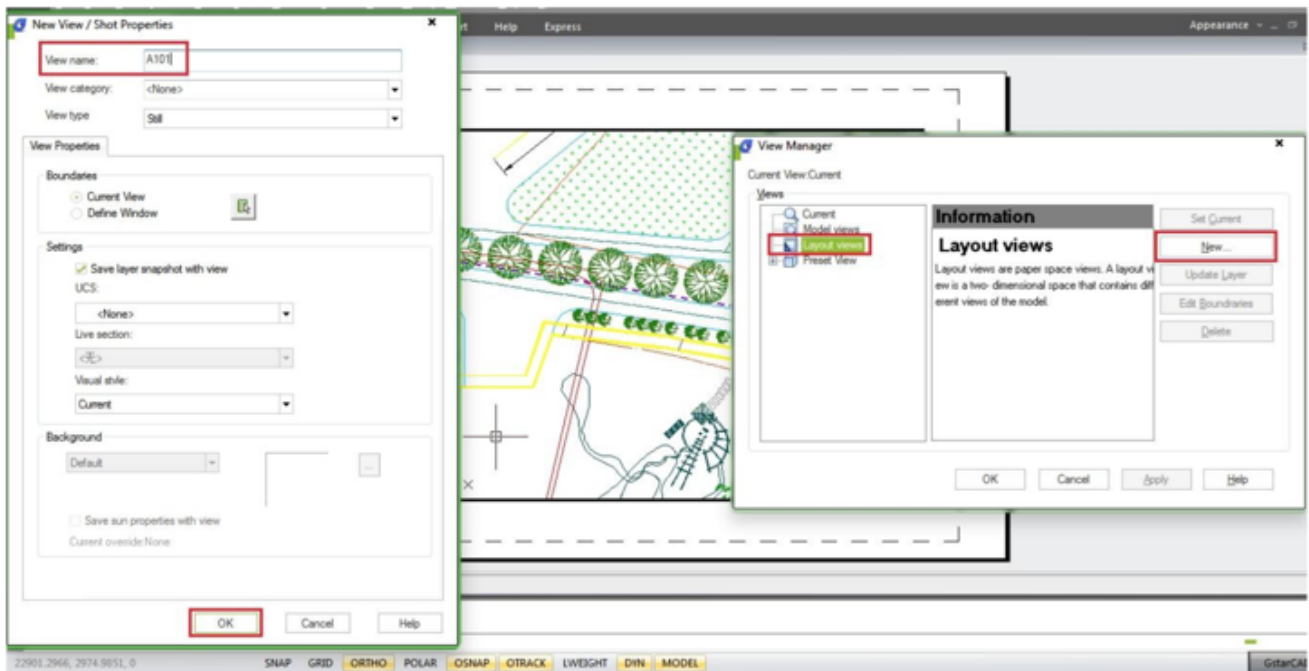 New View / Shot Properties
View name: A101
View category: <None>
View type Still
View Properties
Boundaries
Current View
Define Window
Settings
Save layer snapshot with view
UCS:
<None>
Live section:
<无>
Visual style:
Current
Background
Default
...
Save sun properties with view
Current override:None
OK Cancel Help
Help Express
Appearance
View Manager
Current View:Current
Views
Current
Model views
Layout views
Preset View
Information
Layout views
Layout views are paper space views. A layout vi
ew is a two- dimensional space that contains diff
erent views of the model.
Set Current
New...
Update Layer
Edit Boundaries
Delete
OK Cancel Apply Help
22901.2966, 2974.9851, 0 SNAP GRID ORTHO POLAR OSNAP OTRACK LWEIGHT DYN MODEL
GstarCA